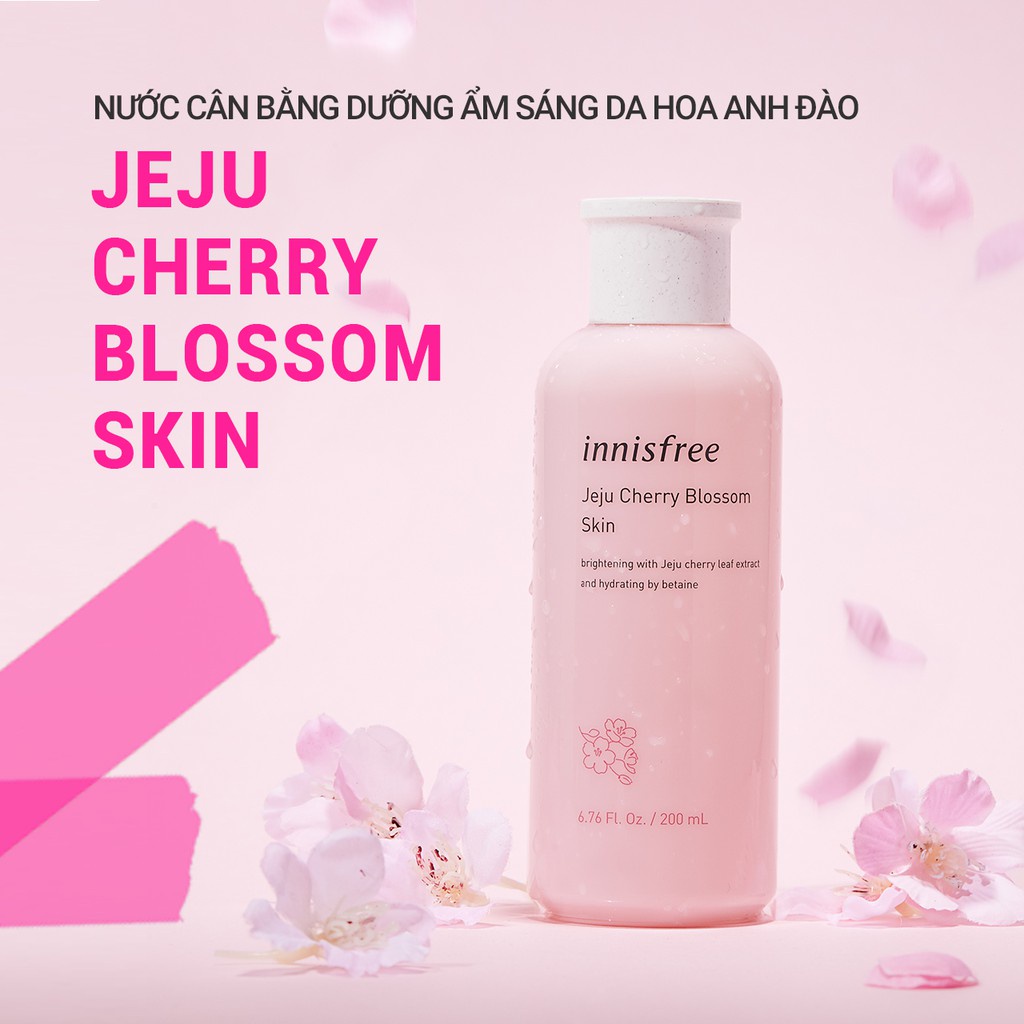 NƯỚC CÂN BẰNG DƯỠNG ẨM SÁNG DA HOA ANH ĐÀO
JEJU
CHERRY
BLOSSOM
SKIN
innisfree
Jeju Cherry Blossom
Skin
brightening with Jeju cherry leaf extract
and hydrating by betaine
6.76 Fl. Oz. / 200 mL